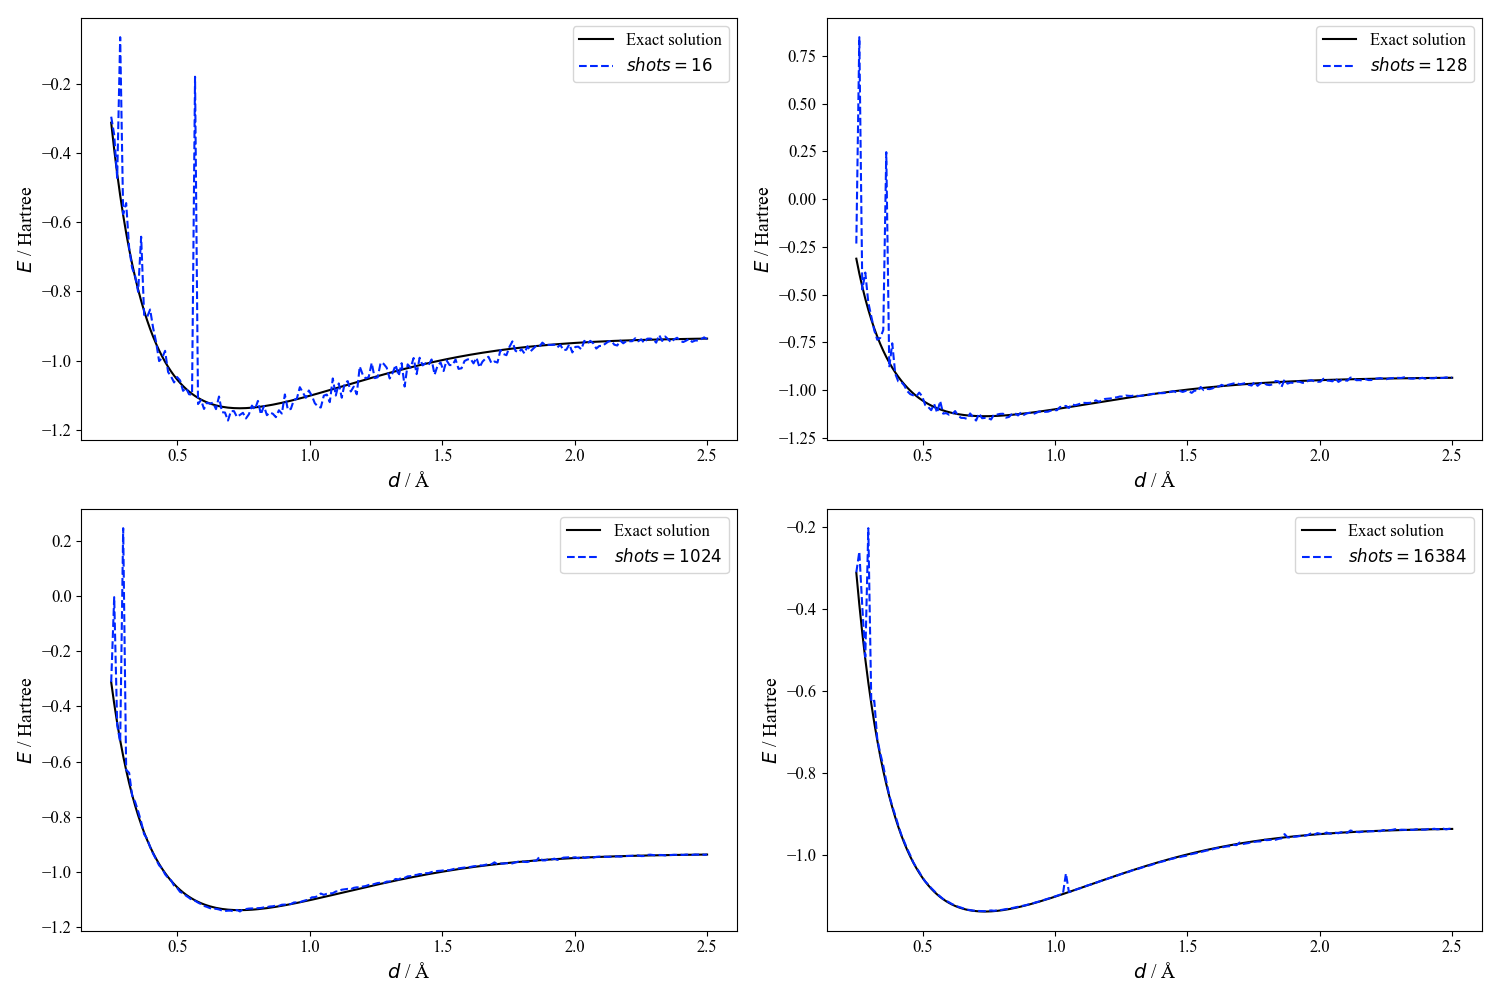 Exact solution
shots = 16
−0.2
−0.4
−0.6
−0.8
−1.0
−1.2
E / Hartree
0.5 1.0 1.5 2.0 2.5
d / Å
Exact solution
shots = 128
0.75
0.50
0.25
0.00
−0.25
−0.50
−0.75
−1.00
−1.25
E / Hartree
0.5 1.0 1.5 2.0 2.5
d / Å
Exact solution
shots = 1024
0.2
0.0
−0.2
−0.4
−0.6
−0.8
−1.0
−1.2
E / Hartree
0.5 1.0 1.5 2.0 2.5
d / Å
Exact solution
shots = 16384
−0.2
−0.4
−0.6
−0.8
−1.0
E / Hartree
0.5 1.0 1.5 2.0 2.5
d / Å